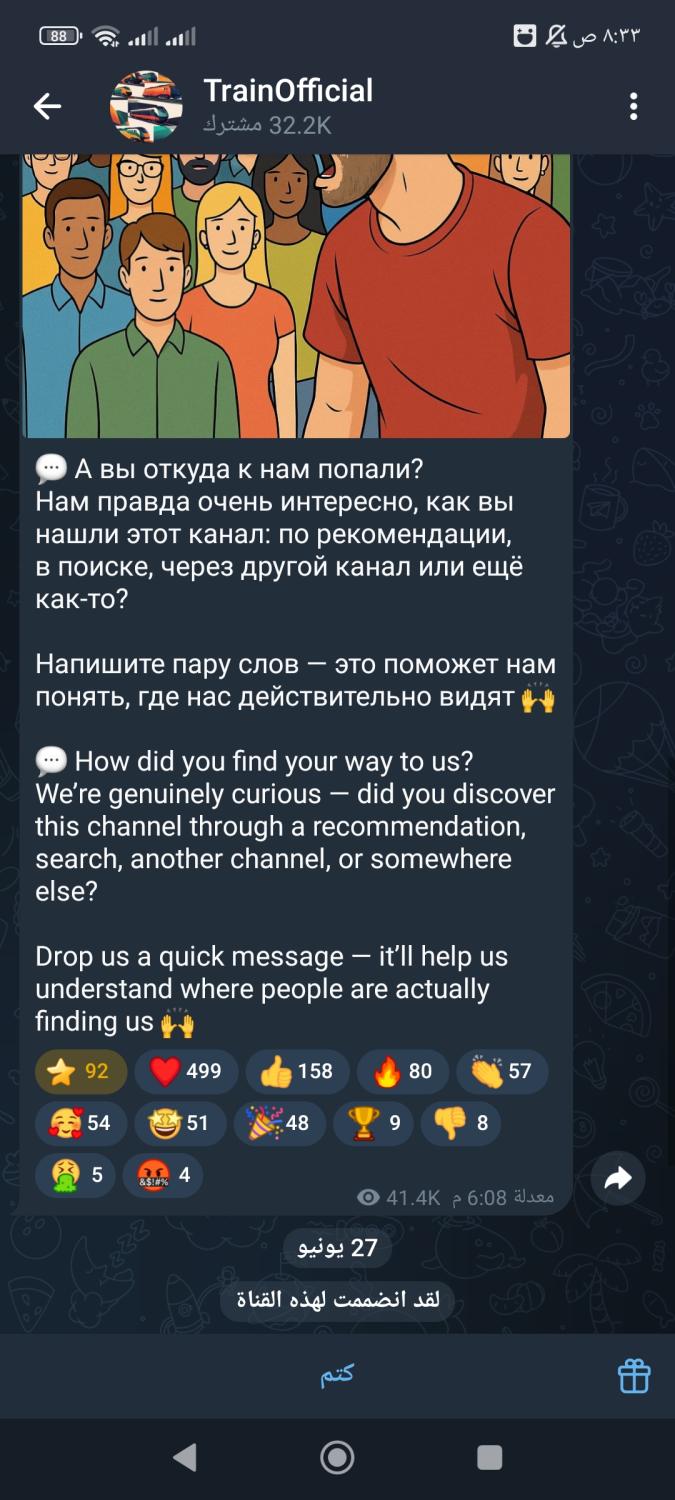 88
٨:٣٣ ص
TrainOfficial
32.2K مشترك
💬 А вы откуда к нам попали?
Нам правда очень интересно, как вы
нашли этот канал: по рекомендации,
в поиске, через другой канал или ещё
как-то?
Напишите пару слов — это поможет нам
понять, где нас действительно видят 🙌
💬 How did you find your way to us?
We’re genuinely curious — did you discover
this channel through a recommendation,
search, another channel, or somewhere
else?
Drop us a quick message — it’ll help us
understand where people are actually
finding us 🙌
⭐ 92 ❤️ 499 👍 158 🔥 80 👏 57
🥰 54 🤩 51 🎉 48 🏆 9 👎 8
🤮 5 🤬 4
41.4K معدلة 6:08 م
27 يونيو
لقد انضممت لهذه القناة
كتم